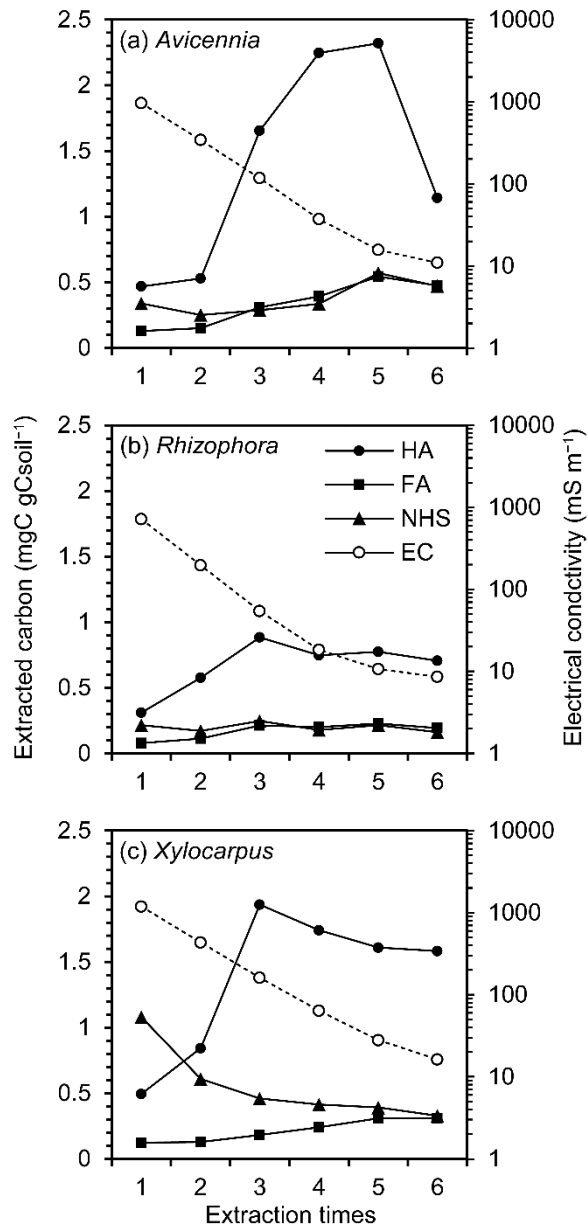 (a) Avicennia
2.5
2
1.5
1
0.5
0
10000
1000
100
10
1
1 2 3 4 5 6
(b) Rhizophora
HA
FA
NHS
EC
2.5
2
1.5
1
0.5
0
10000
1000
100
10
1
1 2 3 4 5 6
Extracted carbon (mgC gCsoil⁻¹)
Electrical condctivity (mS m⁻¹)
(c) Xylocarpus
2.5
2
1.5
1
0.5
0
10000
1000
100
10
1
1 2 3 4 5 6
Extraction times